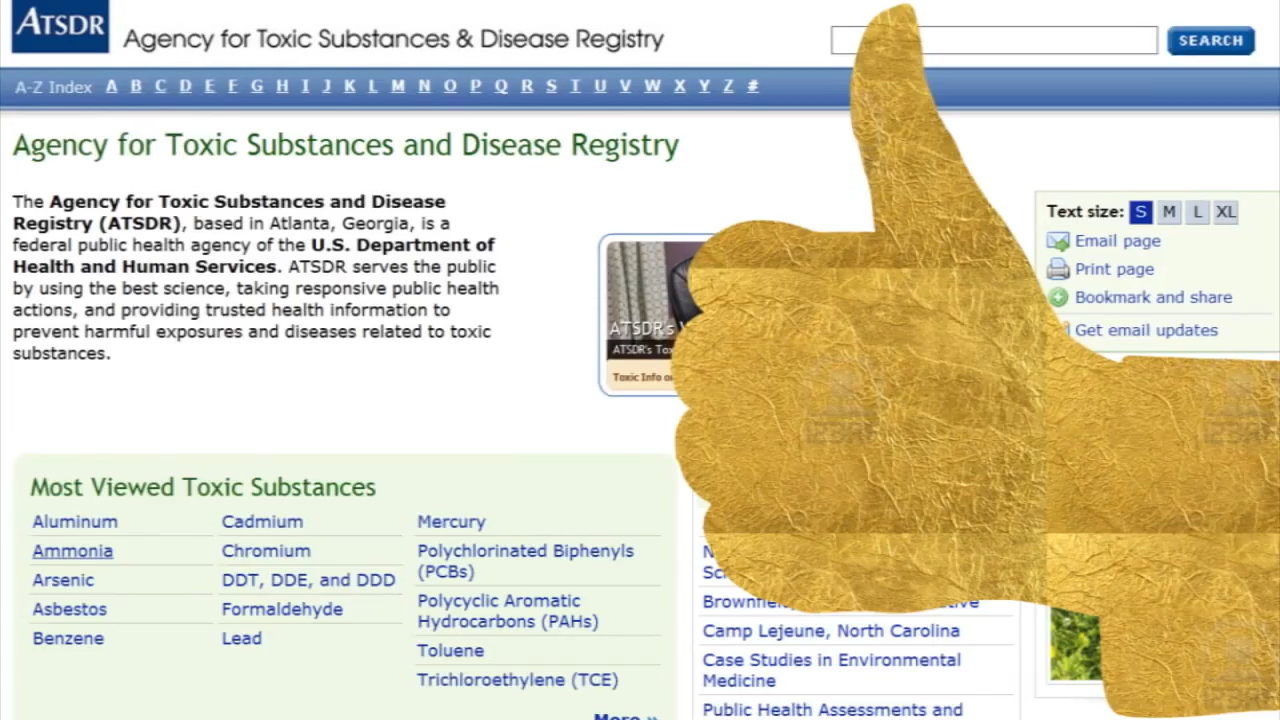 ATSDR
Agency for Toxic Substances & Disease Registry
SEARCH
A-Z Index A B C D E F G H I J K L M N O P Q R S T U V W X Y Z #
Agency for Toxic Substances and Disease Registry
The Agency for Toxic Substances and Disease
Registry (ATSDR), based in Atlanta, Georgia, is a
federal public health agency of the U.S. Department of
Health and Human Services. ATSDR serves the public
by using the best science, taking responsive public health
actions, and providing trusted health information to
prevent harmful exposures and diseases related to toxic
substances.
ATSDR's
ATSDR's
Toxic Info
Text size: S M L XL
Email page
Print page
Bookmark and share
Get email updates
Most Viewed Toxic Substances
Aluminum
Ammonia
Arsenic
Asbestos
Benzene
Cadmium
Chromium
DDT, DDE, and DDD
Formaldehyde
Lead
Mercury
Polychlorinated Biphenyls
(PCBs)
Polycyclic Aromatic
Hydrocarbons (PAHs)
Toluene
Trichloroethylene (TCE)
More »
Camp Lejeune, North Carolina
Case Studies in Environmental
Medicine
Public Health Assessments and